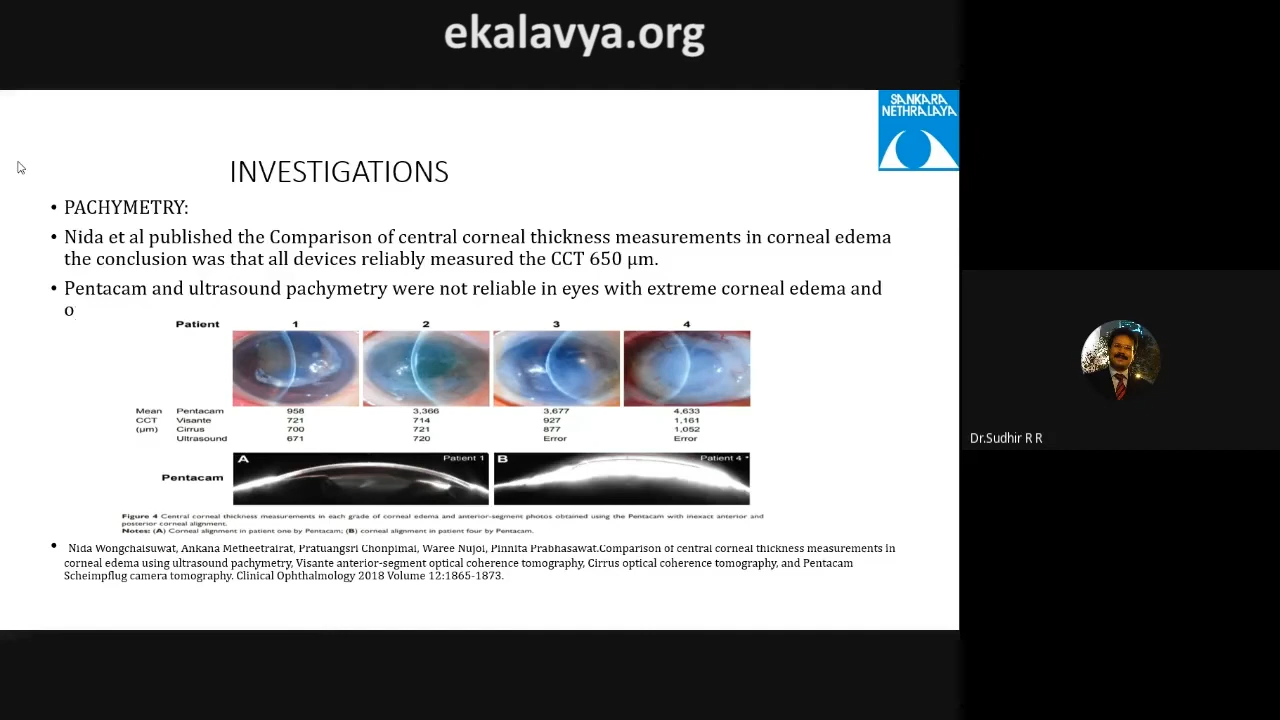 ekalavya.org
SANKARA
NETHRALAYA
INVESTIGATIONS
• PACHYMETRY:
• Nida et al published the Comparison of central corneal thickness measurements in corneal edema
the conclusion was that all devices reliably measured the CCT 650 μm.
• Pentacam and ultrasound pachymetry were not reliable in eyes with extreme corneal edema and
o
Patient 1 2 3 4
Mean Pentacam 958 3,366 3,677 4,633
CCT Visante 721 714 927 1,161
(μm) Cirrus 700 721 877 1,052
Ultrasound 671 720 Error Error
A Patient 1 B Patient 4 *
Pentacam
Figure 4 Central corneal thickness measurements in each grade of corneal edema and anterior-segment photos obtained using the Pentacam with inexact anterior and
posterior corneal alignment.
Notes: (A) Corneal alignment in patient one by Pentacam; (B) corneal alignment in patient four by Pentacam.
• Nida Wongchaisuwat, Ankana Metheetrairat, Pratuangsri Chonpimai, Waree Nujoi, Pinnita Prabhasawat.Comparison of central corneal thickness measurements in
corneal edema using ultrasound pachymetry, Visante anterior-segment optical coherence tomography, Cirrus optical coherence tomography, and Pentacam
Scheimpflug camera tomography. Clinical Ophthalmology 2018 Volume 12:1865-1873.
Dr.Sudhir R R